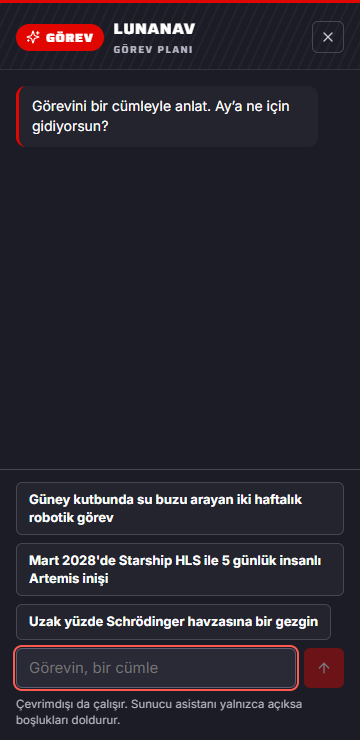 GÖREV
LUNANAV
GÖREV PLANI
Görevini bir cümleyle anlat. Ay’a ne için
gidiyorsun?
Güney kutbunda su buzu arayan iki haftalık
robotik görev
Mart 2028'de Starship HLS ile 5 günlük insanlı
Artemis inişi
Uzak yüzde Schrödinger havzasına bir gezgin
Görevin, bir cümle
Çevrimdışı da çalışır. Sunucu asistanı yalnızca açıksa
boşlukları doldurur.